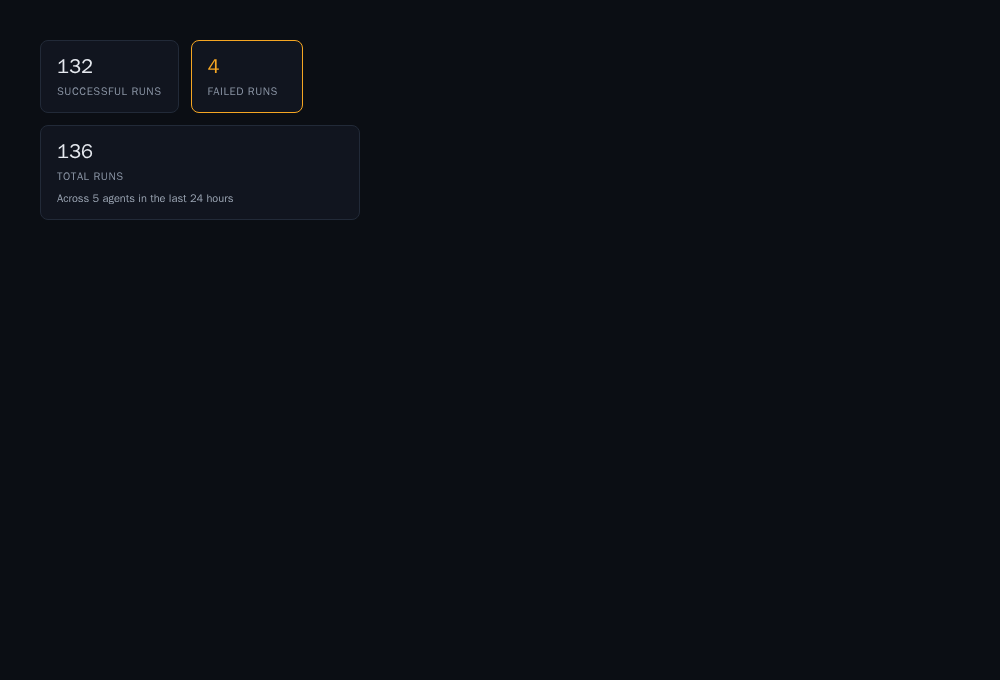 132
SUCCESSFUL RUNS
4
FAILED RUNS
136
TOTAL RUNS
Across 5 agents in the last 24 hours